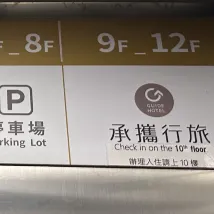 F_8F
9F_12F
P
停車場
rking Lot
GUIDE
HOTEL
承攜行旅
Check in on the 10th floor
辦理入住請上10樓